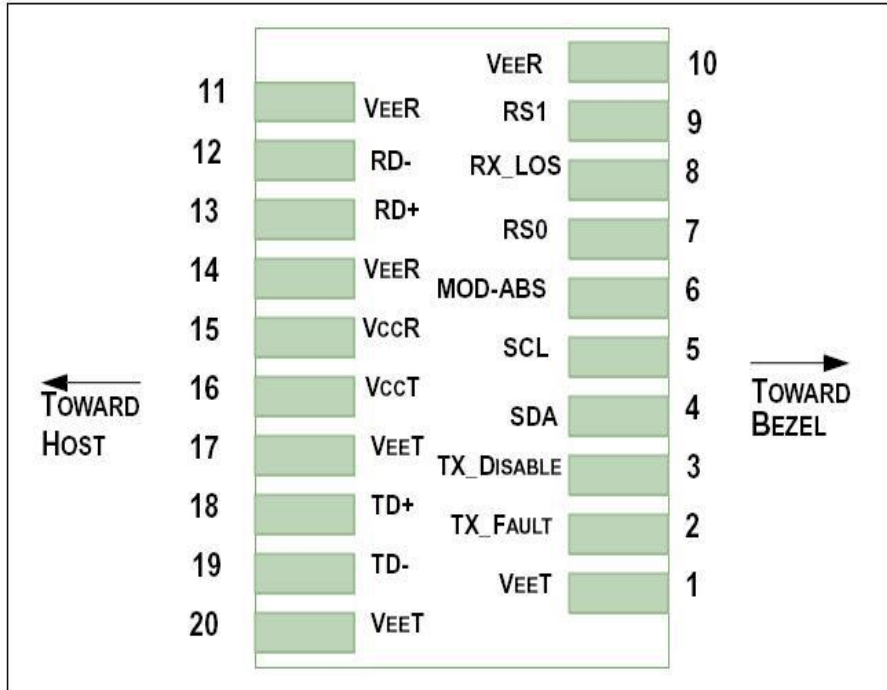 11 VEER
12 RD-
13 RD+
14 VEER
15 VCCR
16 VCCT
17 VEET
18 TD+
19 TD-
20 VEET
VEER 10
RS1 9
RX_LOS 8
RS0 7
MOD-ABS 6
SCL 5
SDA 4
TX_DISABLE 3
TX_FAULT 2
VEET 1
TOWARD
HOST
TOWARD
BEZEL